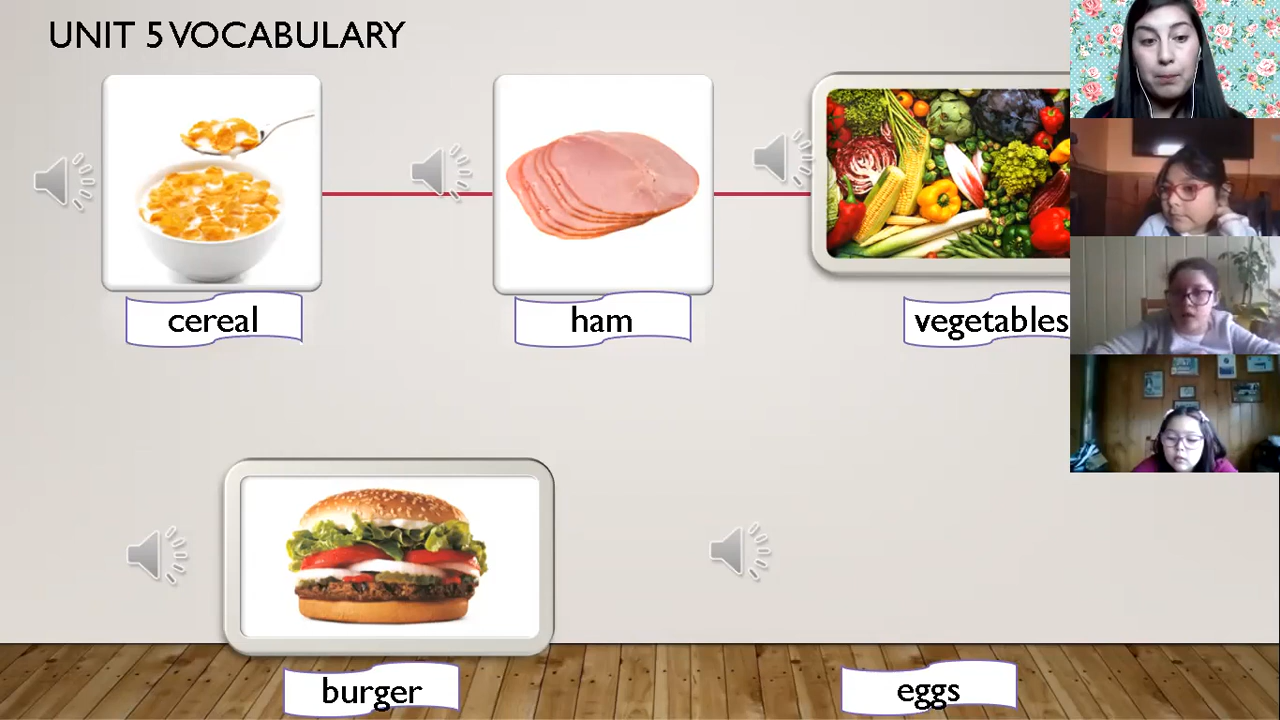 UNIT 5 VOCABULARY
cereal
ham
vegetables
burger
eggs